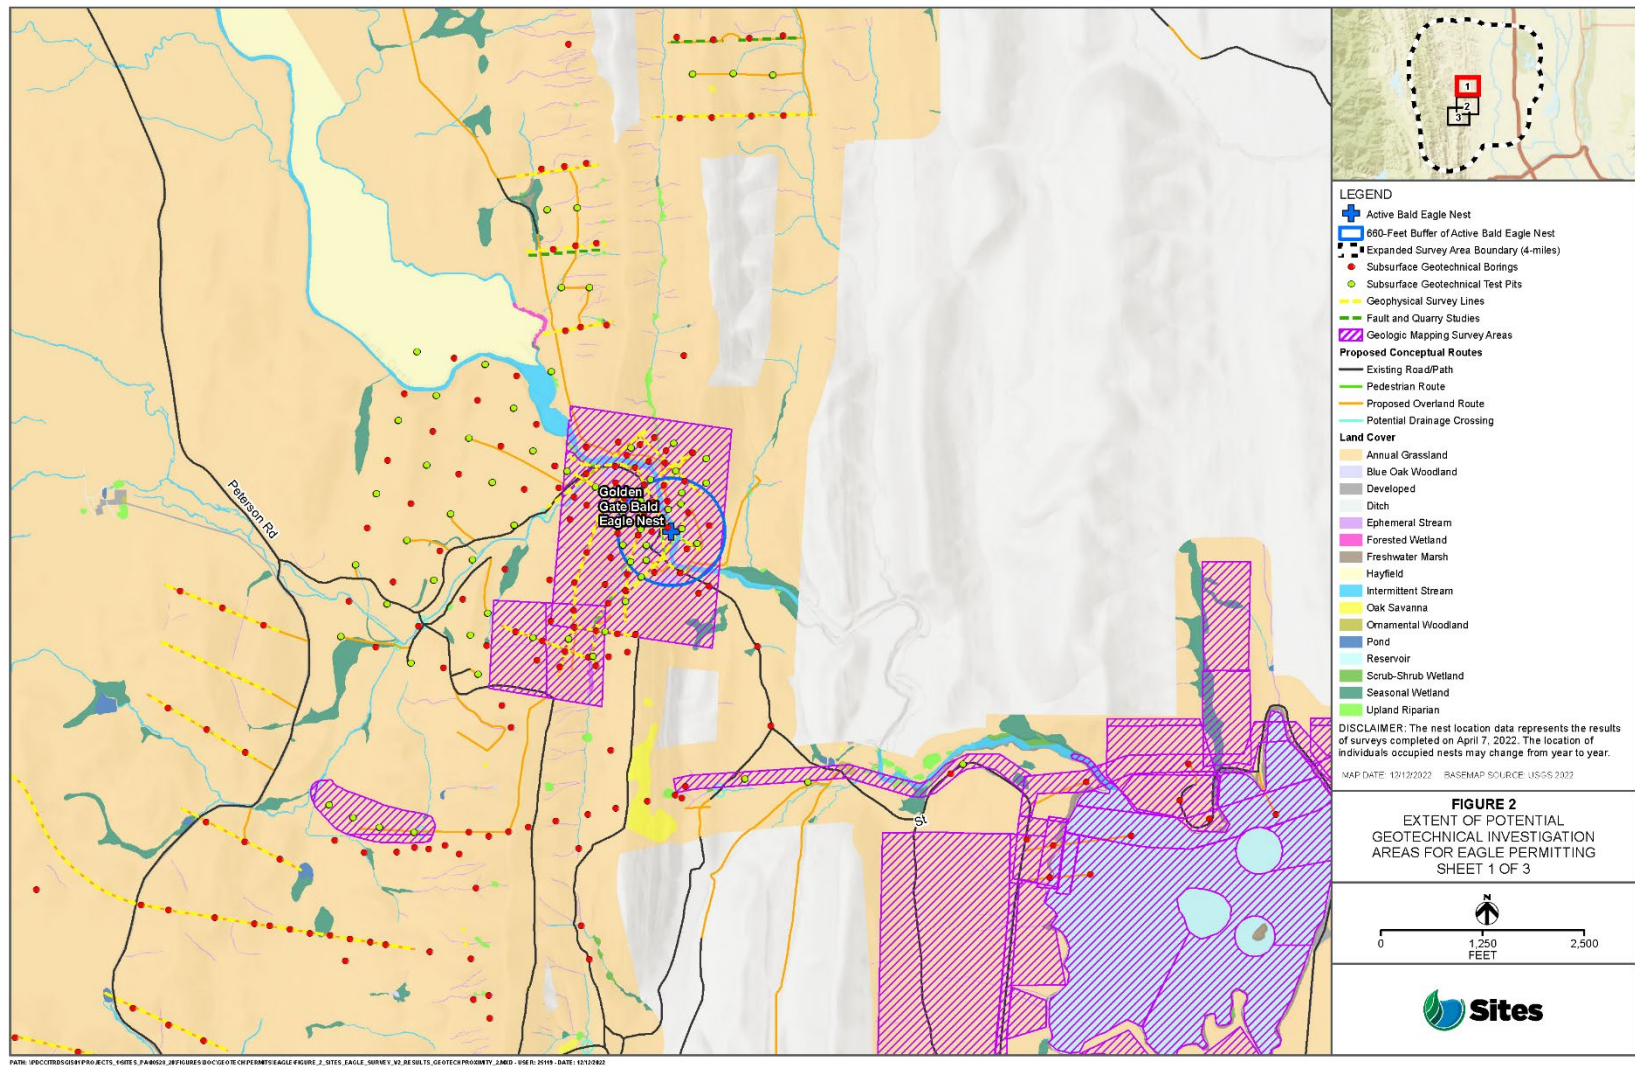 Peterson Rd
Golden
Gate Bald
Eagle Nest
St
1
2
3
LEGEND
Active Bald Eagle Nest
660-Feet Buffer of Active Bald Eagle Nest
Expanded Survey Area Boundary (4-miles)
Subsurface Geotechnical Borings
Subsurface Geotechnical Test Pits
Geophysical Survey Lines
Fault and Quarry Studies
Geologic Mapping Survey Areas
Proposed Conceptual Routes
Existing Road/Path
Pedestrian Route
Proposed Overland Route
Potential Drainage Crossing
Land Cover
Annual Grassland
Blue Oak Woodland
Developed
Ditch
Ephemeral Stream
Forested Wetland
Freshwater Marsh
Hayfield
Intermittent Stream
Oak Savanna
Ornamental Woodland
Pond
Reservoir
Scrub-Shrub Wetland
Seasonal Wetland
Upland Riparian
DISCLAIMER: The nest location data represents the results
of surveys completed on April 7, 2022. The location of
individuals occupied nests may change from year to year.
MAP DATE: 12/12/2022 BASEMAP SOURCE: USGS 2022
FIGURE 2
EXTENT OF POTENTIAL
GEOTECHNICAL INVESTIGATION
AREAS FOR EAGLE PERMITTING
SHEET 1 OF 3
N
0 1,250 2,500
FEET
Sites